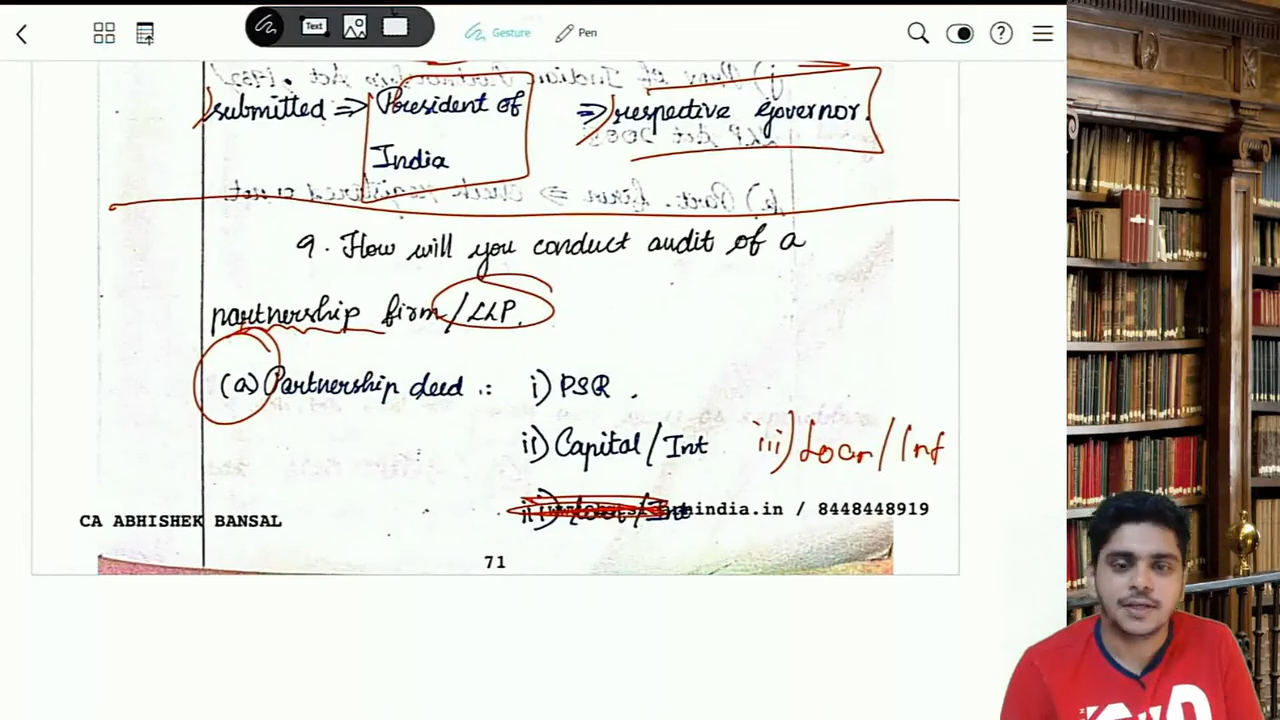 Text
Gesture
Pen
submitted ⇒ President of India
⇒ respective Governor.
9. How will you conduct audit of a
partnership firm/LLP.
(a) Partnership deed :: i) PSR.
ii) Capital/Int iii) Loan/Int
india.in / 8448448919
CA ABHISHEK BANSAL
71